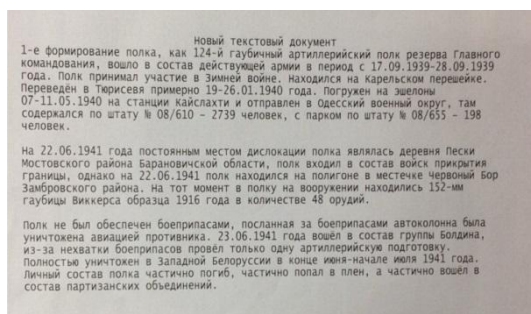 Новый текстовый документ
1-е формирование полка, как 124-й гаубичный артиллерийский полк резерва Главного
командования, вошло в состав действующей армии в период с 17.09.1939-28.09.1939
года. Полк принимал участие в Зимней войне. Находился на Карельском перешейке.
Переведён в Тюрисевя примерно 19-26.01.1940 года. Погружен на эшелоны
07-11.05.1940 на станции Кайслахти и отправлен в Одесский военный округ, там
содержался по штату № 08/610 – 2739 человек, с парком по штату № 08/655 – 198
человек.
На 22.06.1941 года постоянным местом дислокации полка являлась деревня Пески
Мостовского района Барановичской области, полк входил в состав войск прикрытия
границы, однако на 22.06.1941 полк находился на полигоне в местечке Червоный Бор
Замбровского района. На тот момент в полку на вооружении находились 152-мм
гаубицы Виккерса образца 1916 года в количестве 48 орудий.
Полк не был обеспечен боеприпасами, посланная за боеприпасами автоколонна была
уничтожена авиацией противника. 23.06.1941 года вошёл в состав группы Болдина,
из-за нехватки боеприпасов провёл только одну артиллерийскую подготовку.
Полностью уничтожен в Западной Белоруссии в конце июня-начале июля 1941 года.
Личный состав полка частично погиб, частично попал в плен, а частично вошёл в
состав партизанских объединений.